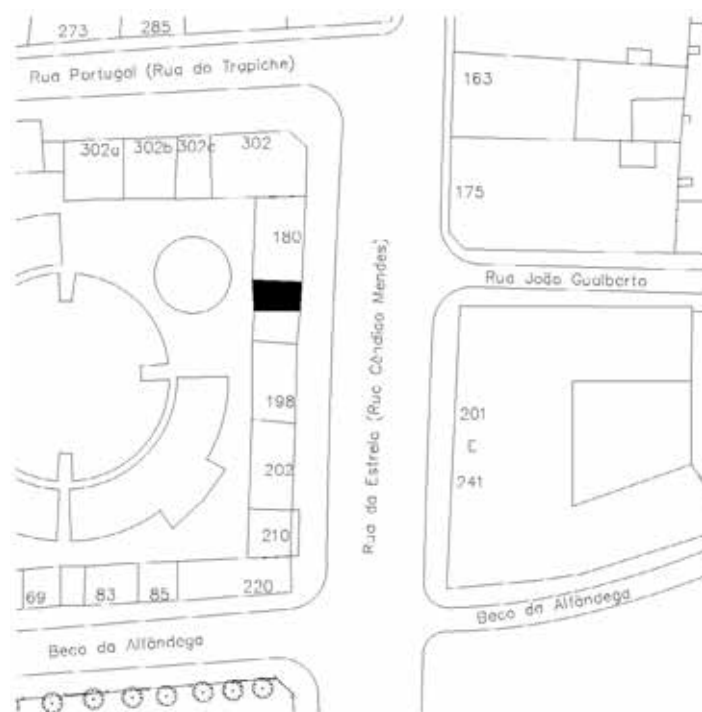 273 285
Rua Portugal (Rua do Trapiche)
163
302a 302b 302c 302
175
180
Rua João Gualberto
Rua da Estrela (Rua Cândido Mendes)
198
201
E
241
202
210
69 83 85 220
Beco da Alfândega
Beco da Alfândega